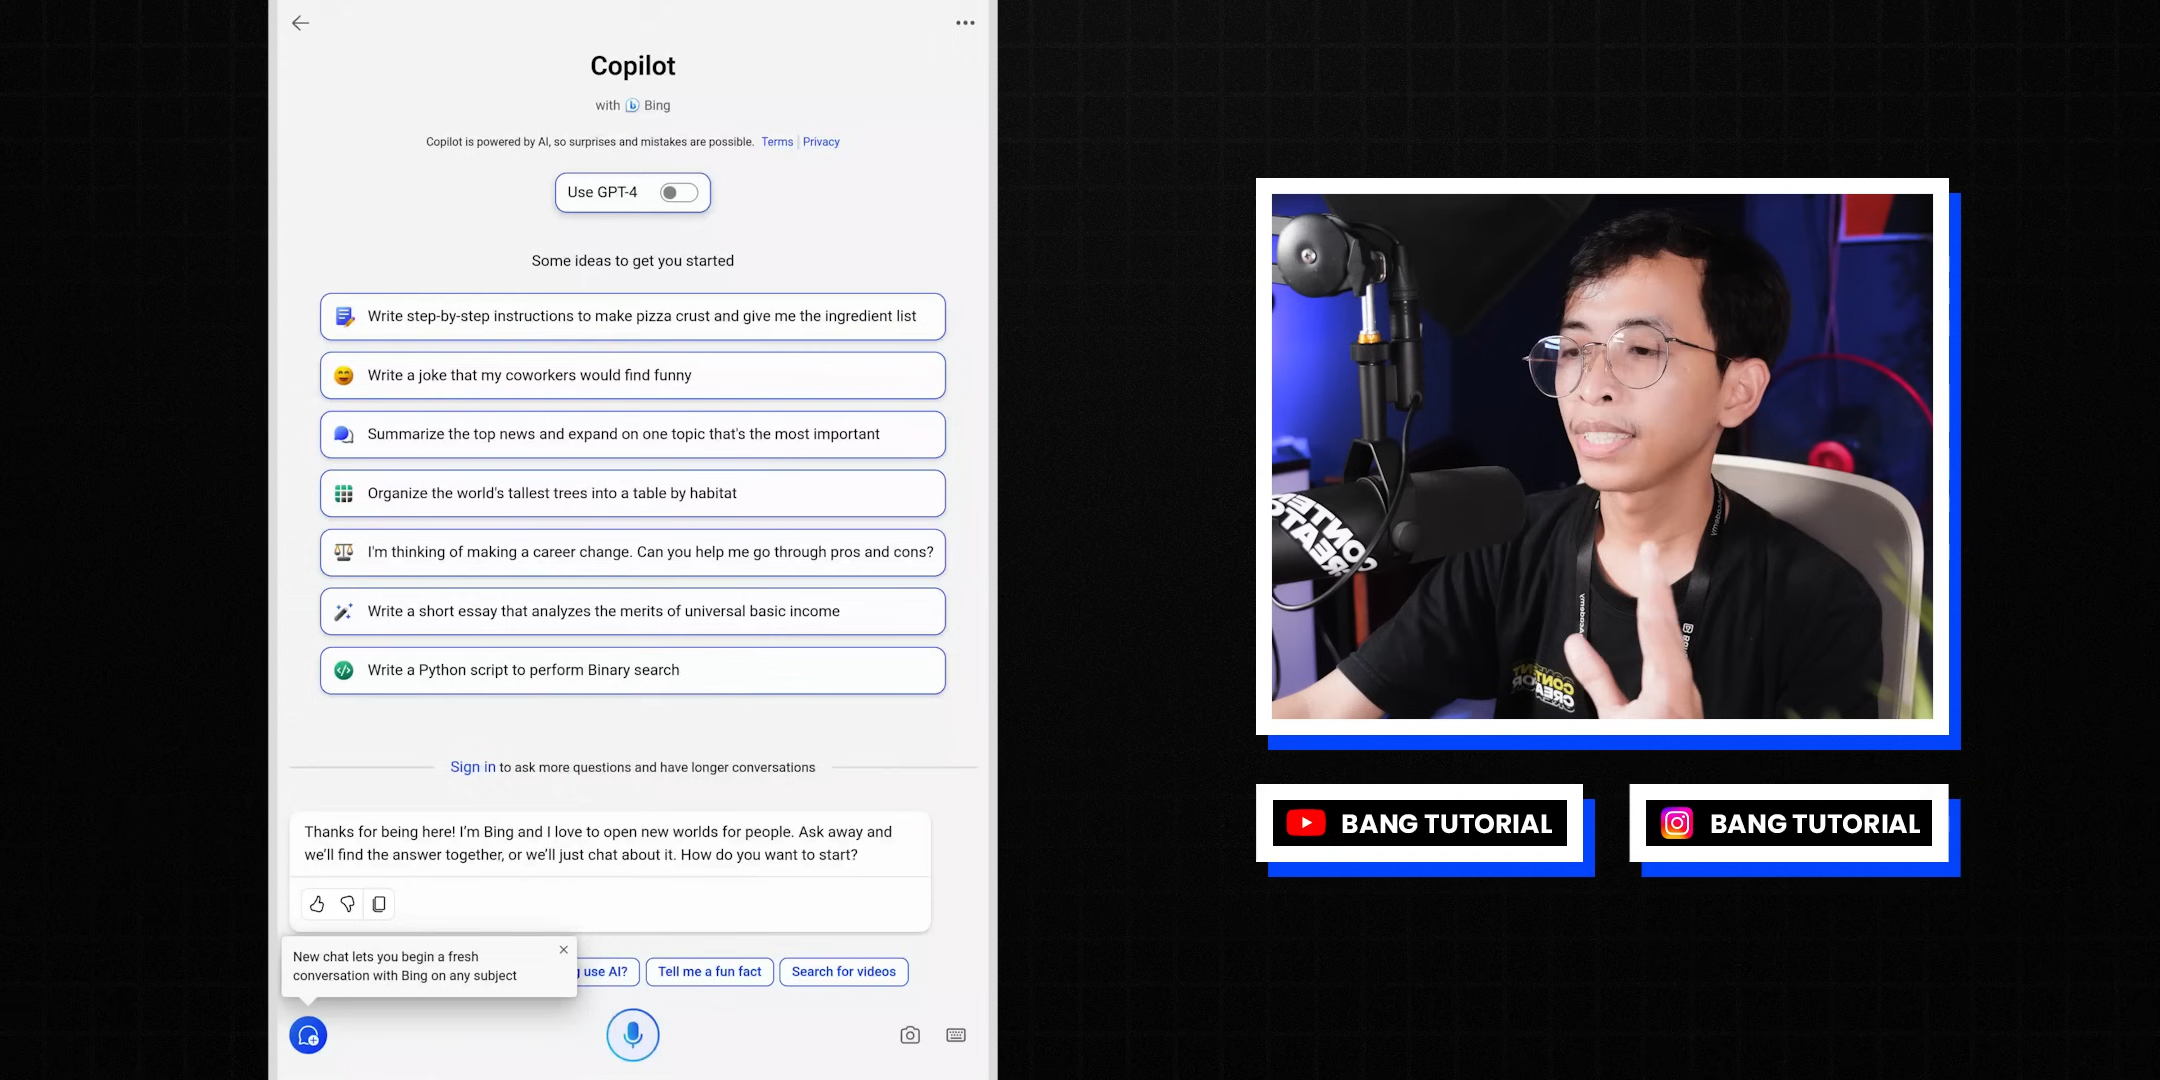 Copilot
with Bing
Copilot is powered by AI, so surprises and mistakes are possible. Terms | Privacy
Use GPT-4
Some ideas to get you started
Write step-by-step instructions to make pizza crust and give me the ingredient list
Write a joke that my coworkers would find funny
Summarize the top news and expand on one topic that's the most important
Organize the world's tallest trees into a table by habitat
I'm thinking of making a career change. Can you help me go through pros and cons?
Write a short essay that analyzes the merits of universal basic income
Write a Python script to perform Binary search
Sign in to ask more questions and have longer conversations
Thanks for being here! I’m Bing and I love to open new worlds for people. Ask away and
we’ll find the answer together, or we’ll just chat about it. How do you want to start?
New chat lets you begin a fresh
conversation with Bing on any subject
use AI?
Tell me a fun fact
Search for videos
CONTENT
CREATOR
CONTENT
CREATOR
BANG TUTORIAL
BANG TUTORIAL